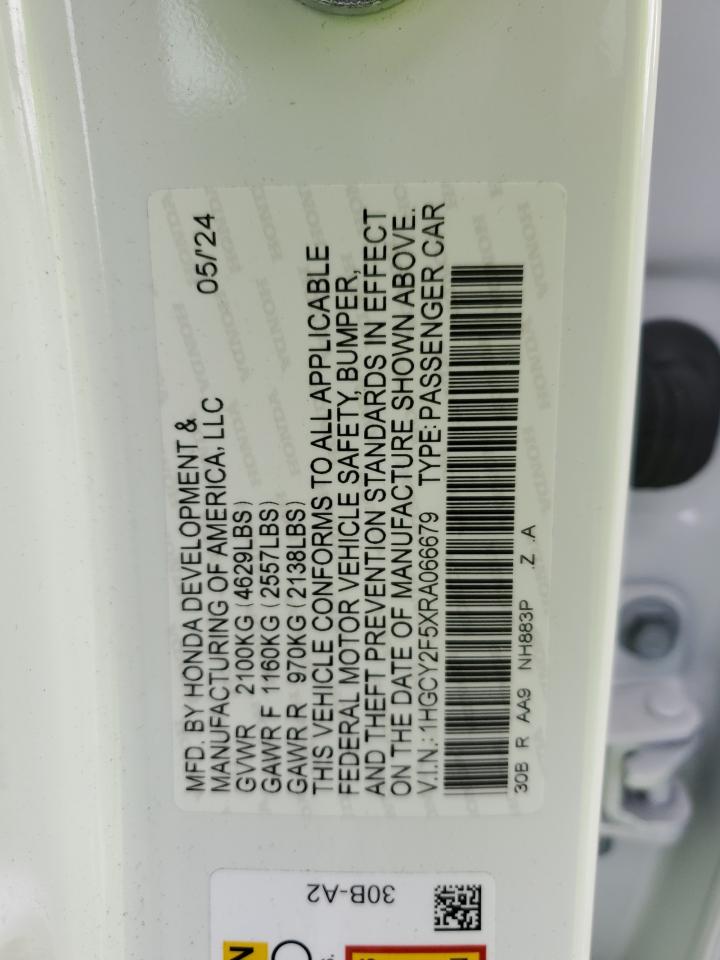 MFD. BY HONDA DEVELOPMENT &
MANUFACTURING OF AMERICA, LLC 05/'24
GVWR 2100KG (4629LBS)
GAWR F 1160KG (2557LBS)
GAWR R 970KG (2138LBS)
THIS VEHICLE CONFORMS TO ALL APPLICABLE
FEDERAL MOTOR VEHICLE SAFETY, BUMPER,
AND THEFT PREVENTION STANDARDS IN EFFECT
ON THE DATE OF MANUFACTURE SHOWN ABOVE.
V.I.N.: 1HGCY2F5XRA066679 TYPE: PASSENGER CAR
30B R AA9 NH883P .Z .A
30B-A2